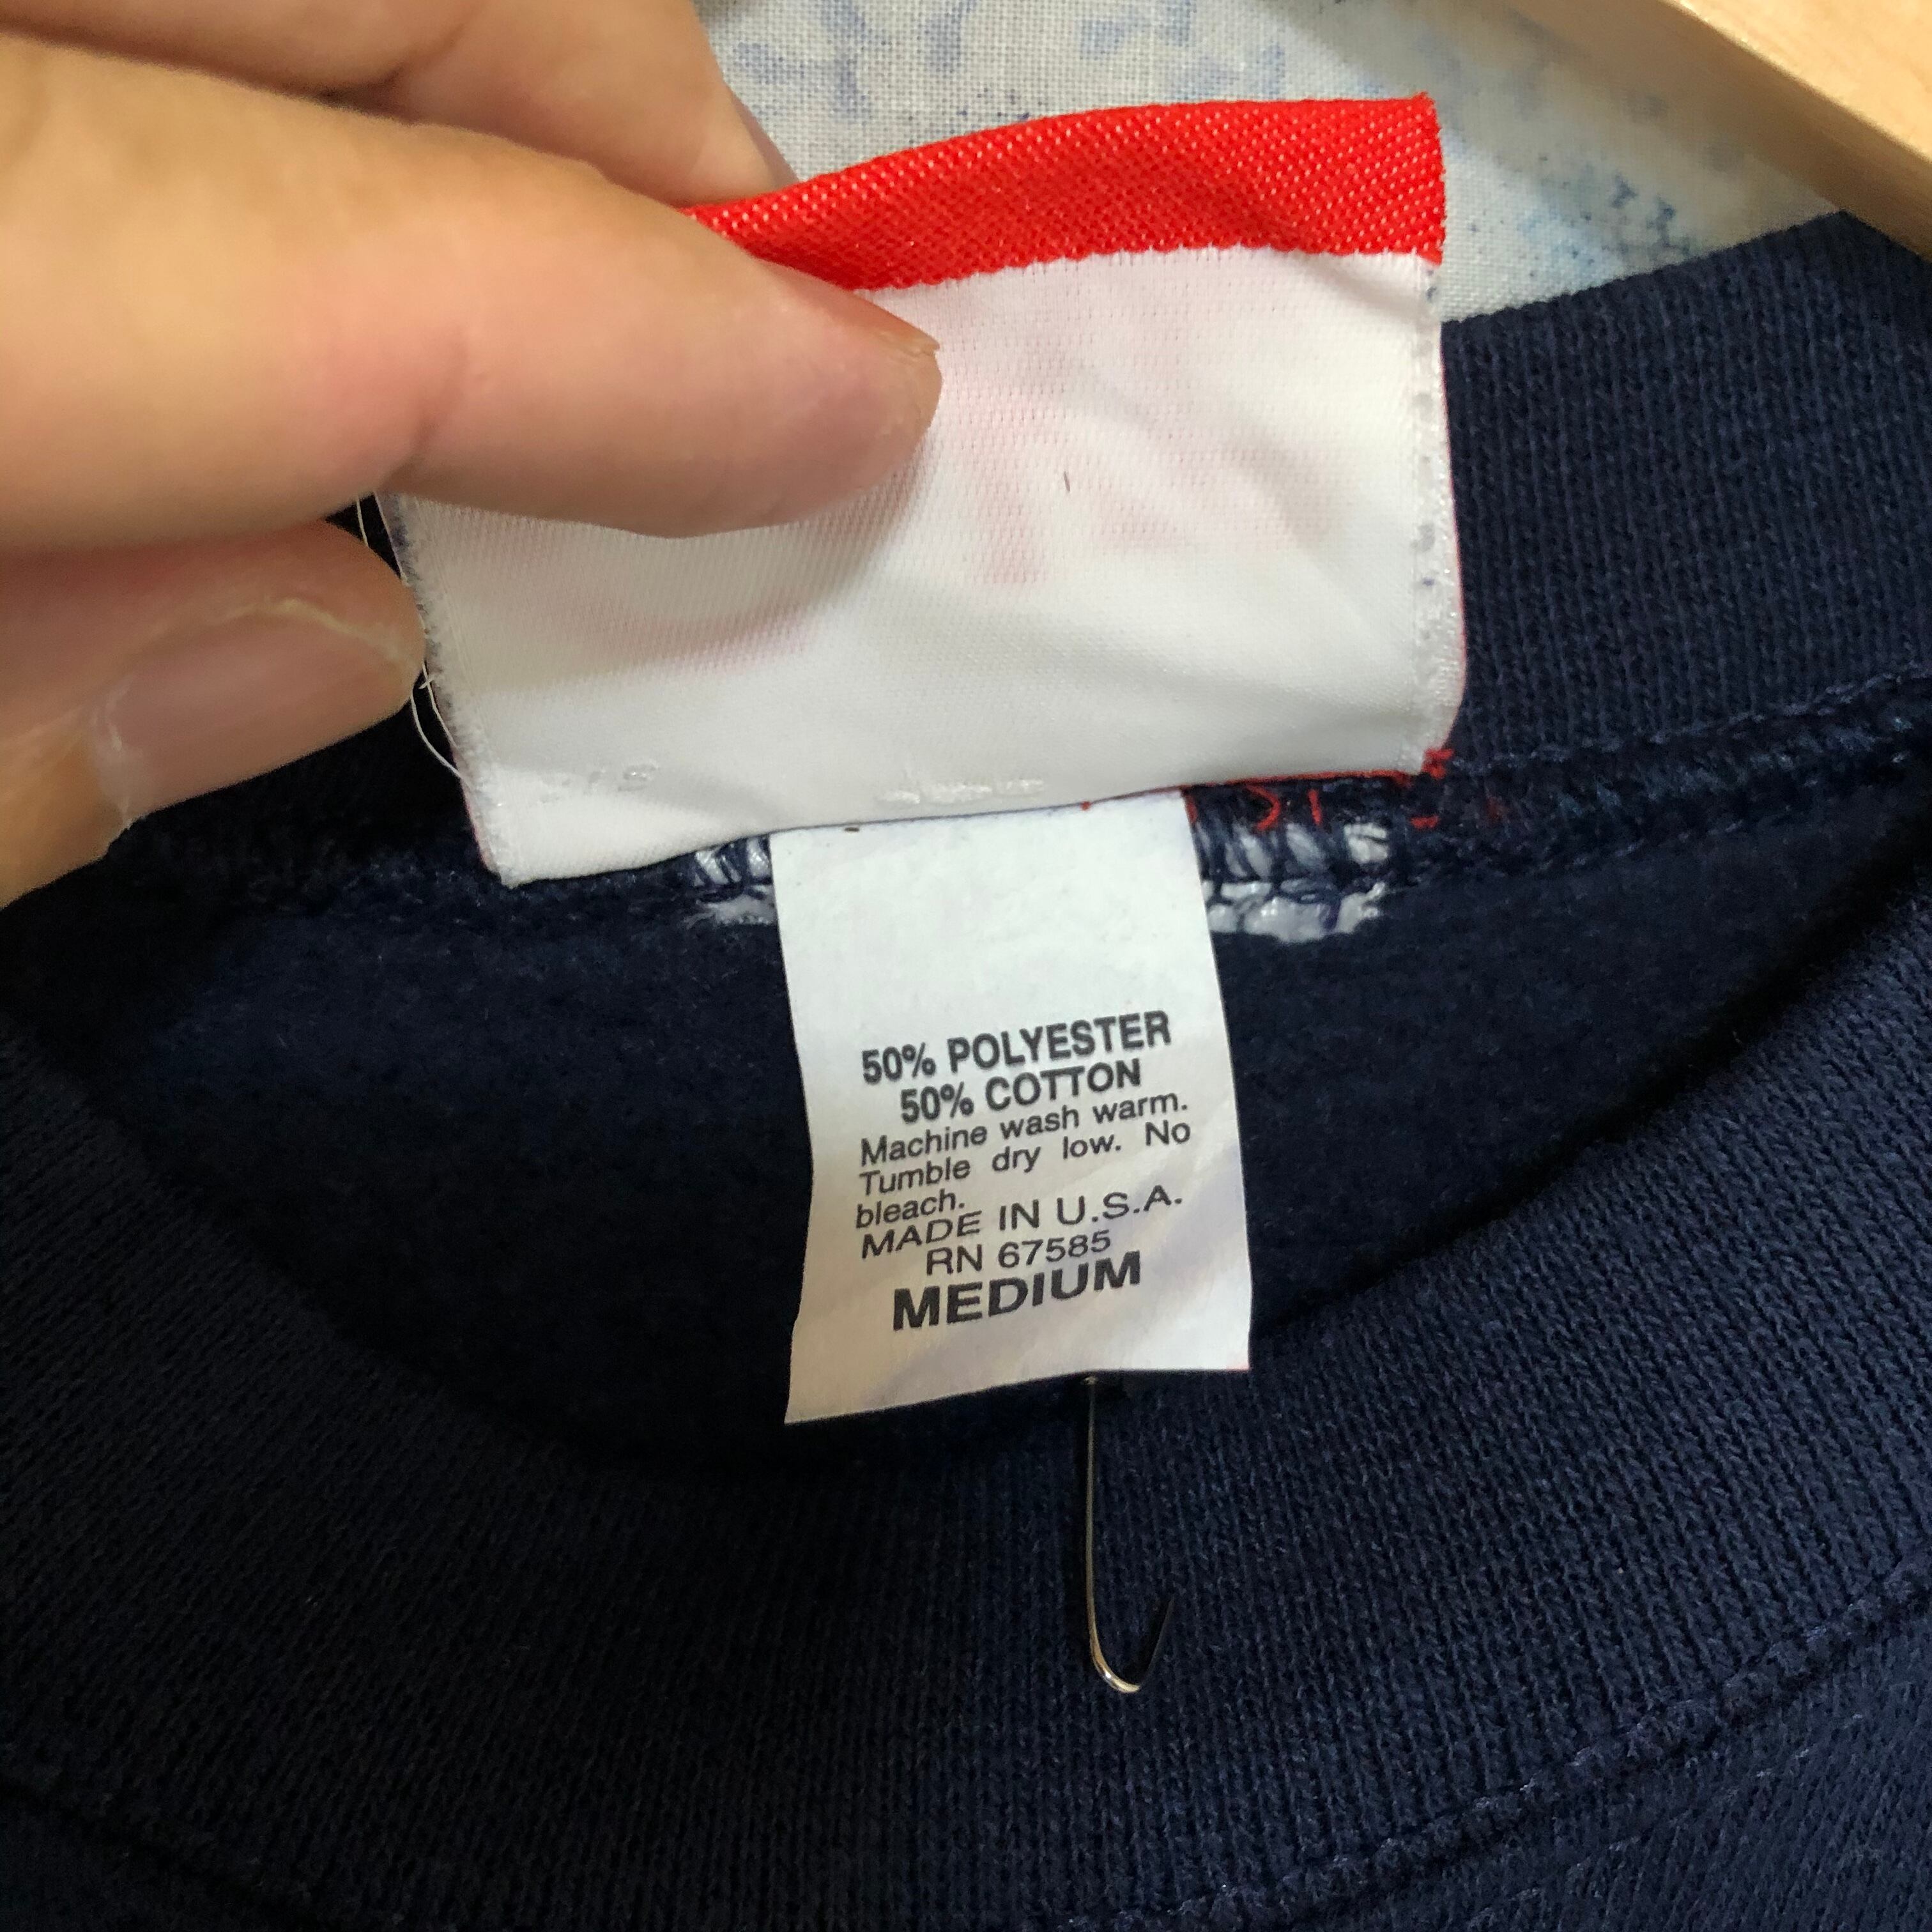 50% POLYESTER
50% COTTON
Machine wash warm.
Tumble dry low. No
bleach.
MADE IN U.S.A.
RN 67585
MEDIUM